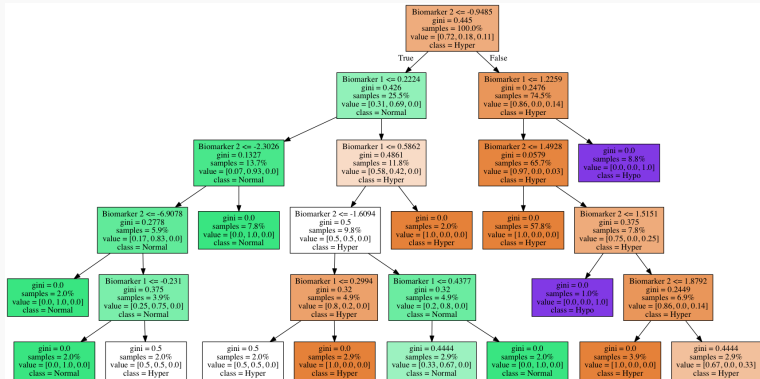 Biomarker 2 <= -0.9485
gini = 0.445
samples = 100.0%
value = [0.72, 0.18, 0.11]
class = Hyper
True
False
Biomarker 1 <= 0.2224
gini = 0.426
samples = 25.5%
value = [0.31, 0.69, 0.0]
class = Normal
Biomarker 1 <= 1.2259
gini = 0.2476
samples = 74.5%
value = [0.86, 0.0, 0.14]
class = Hyper
Biomarker 2 <= -2.3026
gini = 0.1327
samples = 13.7%
value = [0.07, 0.93, 0.0]
class = Normal
Biomarker 1 <= 0.5862
gini = 0.4861
samples = 11.8%
value = [0.58, 0.42, 0.0]
class = Hyper
Biomarker 2 <= 1.4928
gini = 0.0579
samples = 65.7%
value = [0.97, 0.0, 0.03]
class = Hyper
gini = 0.0
samples = 8.8%
value = [0.0, 0.0, 1.0]
class = Hypo
Biomarker 2 <= -6.9078
gini = 0.2778
samples = 5.9%
value = [0.17, 0.83, 0.0]
class = Normal
gini = 0.0
samples = 7.8%
value = [0.0, 1.0, 0.0]
class = Normal
Biomarker 2 <= -1.6094
gini = 0.5
samples = 9.8%
value = [0.5, 0.5, 0.0]
class = Hyper
gini = 0.0
samples = 2.0%
value = [1.0, 0.0, 0.0]
class = Hyper
gini = 0.0
samples = 57.8%
value = [1.0, 0.0, 0.0]
class = Hyper
Biomarker 1 <= 1.5151
gini = 0.375
samples = 7.8%
value = [0.75, 0.0, 0.25]
class = Hyper
gini = 0.0
samples = 2.0%
value = [0.0, 1.0, 0.0]
class = Normal
Biomarker 1 <= -0.231
gini = 0.375
samples = 3.9%
value = [0.25, 0.75, 0.0]
class = Normal
Biomarker 1 <= 0.2994
gini = 0.32
samples = 4.9%
value = [0.8, 0.2, 0.0]
class = Hyper
Biomarker 1 <= 0.4377
gini = 0.32
samples = 4.9%
value = [0.2, 0.8, 0.0]
class = Normal
gini = 0.0
samples = 1.0%
value = [0.0, 0.0, 1.0]
class = Hypo
Biomarker 2 <= 1.8792
gini = 0.2449
samples = 6.9%
value = [0.86, 0.0, 0.14]
class = Hyper
gini = 0.0
samples = 2.0%
value = [0.0, 1.0, 0.0]
class = Normal
gini = 0.5
samples = 2.0%
value = [0.5, 0.5, 0.0]
class = Hyper
gini = 0.5
samples = 2.0%
value = [0.5, 0.5, 0.0]
class = Hyper
gini = 0.0
samples = 2.9%
value = [1.0, 0.0, 0.0]
class = Hyper
gini = 0.4444
samples = 2.9%
value = [0.33, 0.67, 0.0]
class = Normal
gini = 0.0
samples = 2.0%
value = [0.0, 1.0, 0.0]
class = Normal
gini = 0.0
samples = 3.9%
value = [1.0, 0.0, 0.0]
class = Hyper
gini = 0.4444
samples = 2.9%
value = [0.67, 0.0, 0.33]
class = Hyper